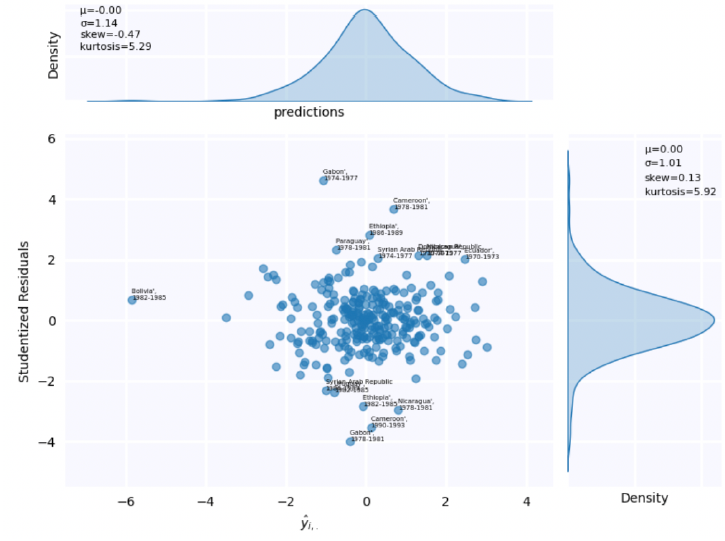 μ=-0.00
σ=1.14
skew=-0.47
kurtosis=5.29
Density
predictions
μ=0.00
σ=1.01
skew=0.13
kurtosis=5.92
Density
Studentized Residuals
6
4
2
0
−2
−4
−6
−4
−2
0
2
4
ŷi,.
Gabon',
1974-1977
Cameroon',
1978-1981
Ethiopia',
1986-1989
Paraguay',
1978-1981
Syrian Arab
1974-1977
Republic
Ecuador',
1970-1973
Bolivia',
1982-1985
Syrian Arab Republic
1982-1985
Ethiopia',
1982-1985
Nicaragua',
1978-1981
Cameroon',
1990-1993
Gabon',
1978-1981